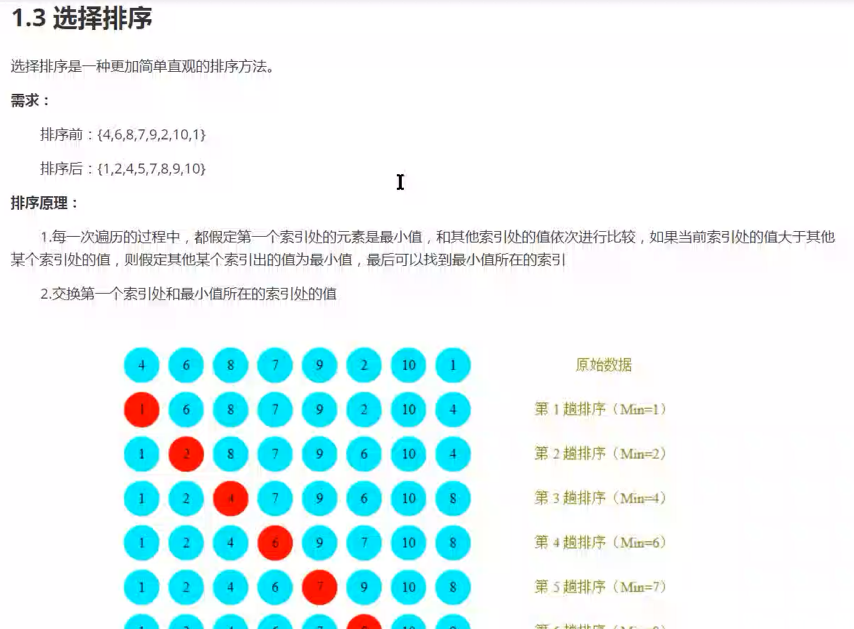 1.3 选择排序
选择排序是一种更加简单直观的排序方法。
需求：
排序前：{4,6,8,7,9,2,10,1}
排序后：{1,2,4,5,7,8,9,10}
排序原理：
1.每一次遍历的过程中，都假定第一个索引处的元素是最小值，和其他索引处的值依次进行比较，如果当前索引处的值大于其他
某个索引处的值，则假定其他某个索引出的值为最小值，最后可以找到最小值所在的索引
2.交换第一个索引处和最小值所在的索引处的值
4 6 8 7 9 2 10 1 原始数据
1 6 8 7 9 2 10 4 第 1 趟排序（Min=1）
1 2 8 7 9 6 10 4 第 2 趟排序（Min=2）
1 2 4 7 9 6 10 8 第 3 趟排序（Min=4）
1 2 4 6 9 7 10 8 第 4 趟排序（Min=6）
1 2 4 6 7 9 10 8 第 5 趟排序（Min=7）